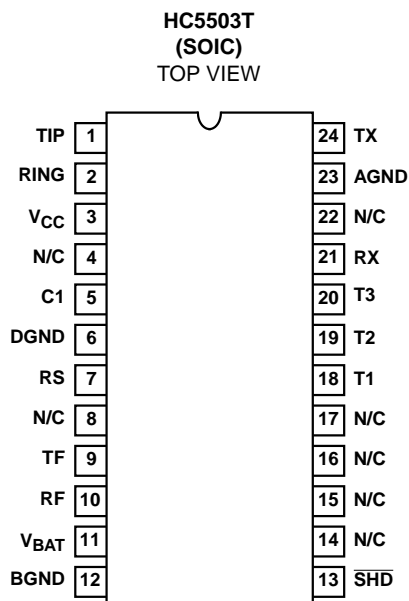 HC5503T
(SOIC)
TOP VIEW
TIP 1 24 TX
RING 2 23 AGND
VCC 3 22 N/C
N/C 4 21 RX
C1 5 20 T3
DGND 6 19 T2
RS 7 18 T1
N/C 8 17 N/C
TF 9 16 N/C
RF 10 15 N/C
VBAT 11 14 N/C
BGND 12 13 S̅H̅D̅